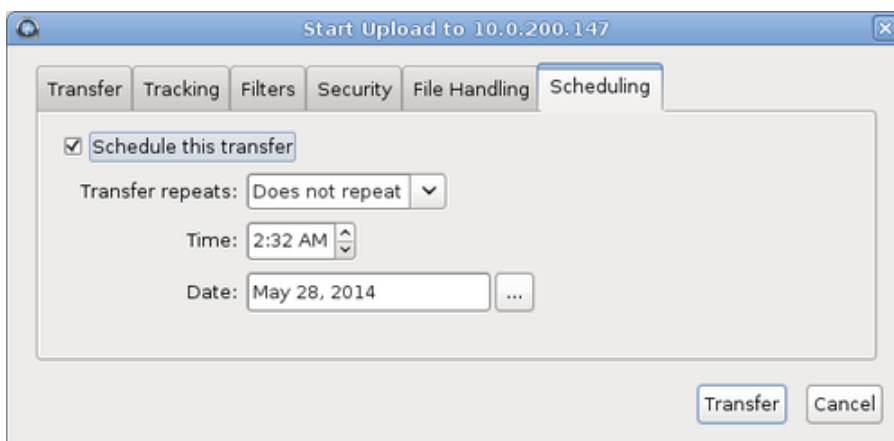 Start Upload to 10.0.200.147
Transfer Tracking Filters Security File Handling Scheduling
Schedule this transfer
Transfer repeats: Does not repeat
Time: 2:32 AM
Date: May 28, 2014 ...
Transfer Cancel